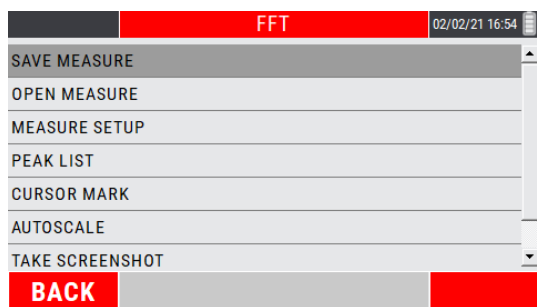 FFT
02/02/21 16:54
SAVE MEASURE
OPEN MEASURE
MEASURE SETUP
PEAK LIST
CURSOR MARK
AUTOSCALE
TAKE SCREENSHOT
BACK